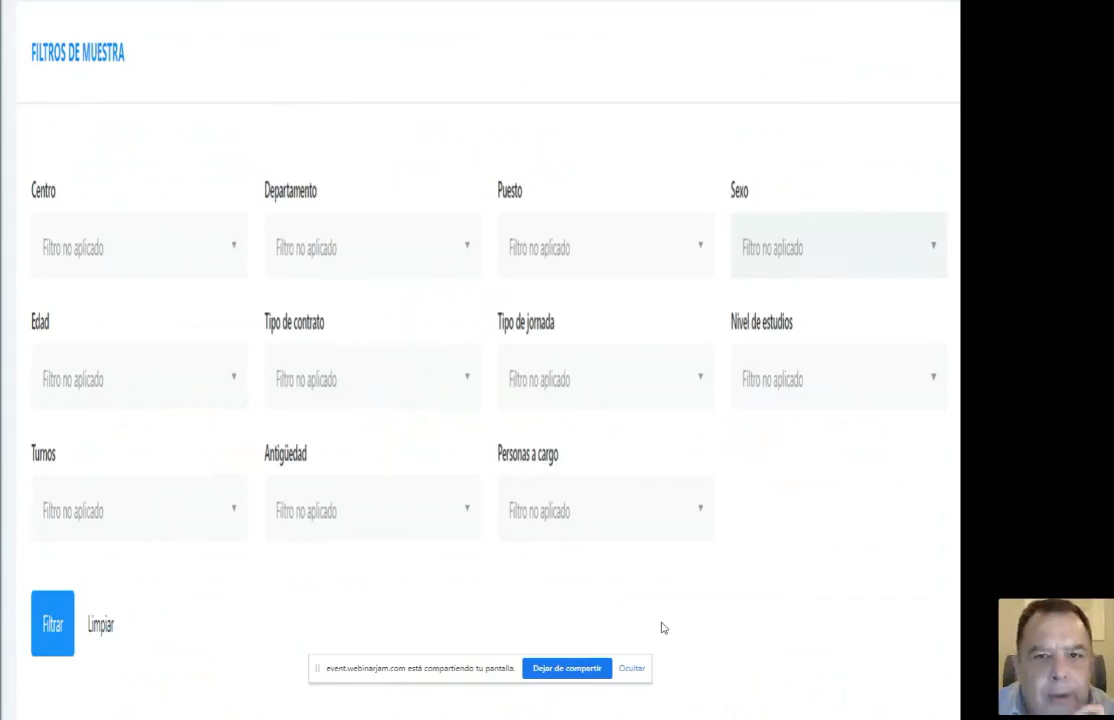 FILTROS DE MUESTRA
Centro Departamento Puesto Sexo
Filtro no aplicado Filtro no aplicado Filtro no aplicado Filtro no aplicado
Edad Tipo de contrato Tipo de jornada Nivel de estudios
Filtro no aplicado Filtro no aplicado Filtro no aplicado Filtro no aplicado
Turnos Antigüedad Personas a cargo
Filtro no aplicado Filtro no aplicado Filtro no aplicado
Filtrar Limpiar
event.webinarjam.com está compartiendo tu pantalla. Dejar de compartir Ocultar